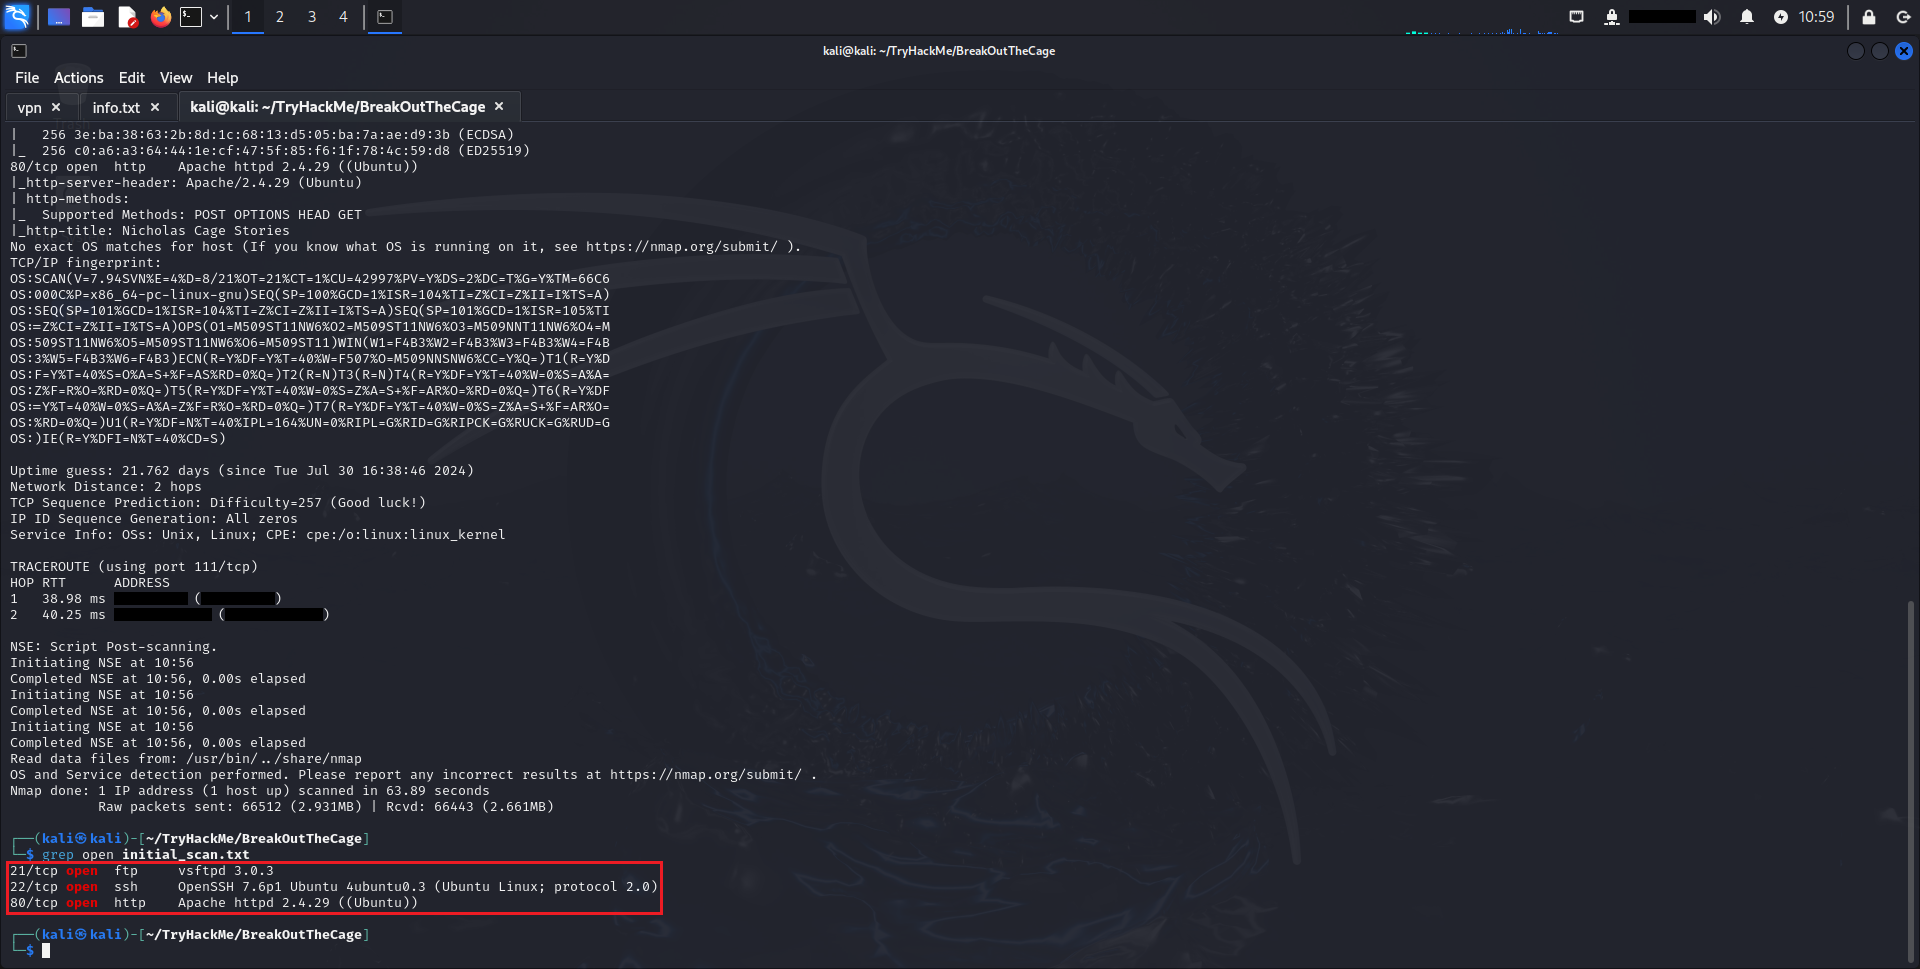 1 2 3 4 10:59
kali@kali: ~/TryHackMe/BreakOutTheCage
File Actions Edit View Help
vpn × info.txt × kali@kali: ~/TryHackMe/BreakOutTheCage ×
|   256 3e:ba:38:63:2b:8d:1c:68:13:d5:05:ba:7a:ae:d9:3b (ECDSA)
|_  256 c0:a6:a3:64:44:1e:cf:47:5f:85:f6:1f:78:4c:59:d8 (ED25519)
80/tcp open  http    Apache httpd 2.4.29 ((Ubuntu))
|_http-server-header: Apache/2.4.29 (Ubuntu)
| http-methods:
|_  Supported Methods: POST OPTIONS HEAD GET
|_http-title: Nicholas Cage Stories
No exact OS matches for host (If you know what OS is running on it, see https://nmap.org/submit/ ).
TCP/IP fingerprint:
OS:SCAN(V=7.94SVN%E=4%D=8/21%OT=21%CT=1%CU=42997%PV=Y%DS=2%DC=T%G=Y%TM=66C6
OS:000C%P=x86_64-pc-linux-gnu)SEQ(SP=100%GCD=1%ISR=104%TI=Z%CI=Z%II=I%TS=A)
OS:SEQ(SP=101%GCD=1%ISR=104%TI=Z%CI=Z%II=I%TS=A)SEQ(SP=101%GCD=1%ISR=105%TI
OS:=Z%CI=Z%II=I%TS=A)OPS(O1=M509ST11NW6%O2=M509ST11NW6%O3=M509NNT11NW6%O4=M
OS:509ST11NW6%O5=M509ST11NW6%O6=M509ST11)WIN(W1=F4B3%W2=F4B3%W3=F4B3%W4=F4B
OS:3%W5=F4B3%W6=F4B3)ECN(R=Y%DF=Y%T=40%W=F507%O=M509NNSNW6%CC=Y%Q=)T1(R=Y%D
OS:F=Y%T=40%S=O%A=S+%F=AS%RD=0%Q=)T2(R=N)T3(R=N)T4(R=Y%DF=Y%T=40%W=0%S=A%A=
OS:Z%F=R%O=%RD=0%Q=)T5(R=Y%DF=Y%T=40%W=0%S=Z%A=S+%F=AR%O=%RD=0%Q=)T6(R=Y%DF
OS:=Y%T=40%W=0%S=A%A=Z%F=R%O=%RD=0%Q=)T7(R=Y%DF=Y%T=40%W=0%S=Z%A=S+%F=AR%O=
OS:%RD=0%Q=)U1(R=Y%DF=N%T=40%IPL=164%UN=0%RIPL=G%RID=G%RIPCK=G%RUCK=G%RUD=G
OS:)IE(R=Y%DFI=N%T=40%CD=S)
Uptime guess: 21.762 days (since Tue Jul 30 16:38:46 2024)
Network Distance: 2 hops
TCP Sequence Prediction: Difficulty=257 (Good luck!)
IP ID Sequence Generation: All zeros
Service Info: OSs: Unix, Linux; CPE: cpe:/o:linux:linux_kernel
TRACEROUTE (using port 111/tcp)
HOP RTT      ADDRESS
1   38.98 ms ( )
2   40.25 ms ( )
NSE: Script Post-scanning.
Initiating NSE at 10:56
Completed NSE at 10:56, 0.00s elapsed
Initiating NSE at 10:56
Completed NSE at 10:56, 0.00s elapsed
Initiating NSE at 10:56
Completed NSE at 10:56, 0.00s elapsed
Read data files from: /usr/bin/../share/nmap
OS and Service detection performed. Please report any incorrect results at https://nmap.org/submit/ .
Nmap done: 1 IP address (1 host up) scanned in 63.89 seconds
           Raw packets sent: 66512 (2.931MB) | Rcvd: 66443 (2.661MB)
┌──(kali㉿kali)-[~/TryHackMe/BreakOutTheCage]
└─$ grep open initial_scan.txt
21/tcp open  ftp     vsftpd 3.0.3
22/tcp open  ssh     OpenSSH 7.6p1 Ubuntu 4ubuntu0.3 (Ubuntu Linux; protocol 2.0)
80/tcp open  http    Apache httpd 2.4.29 ((Ubuntu))
┌──(kali㉿kali)-[~/TryHackMe/BreakOutTheCage]
└─$